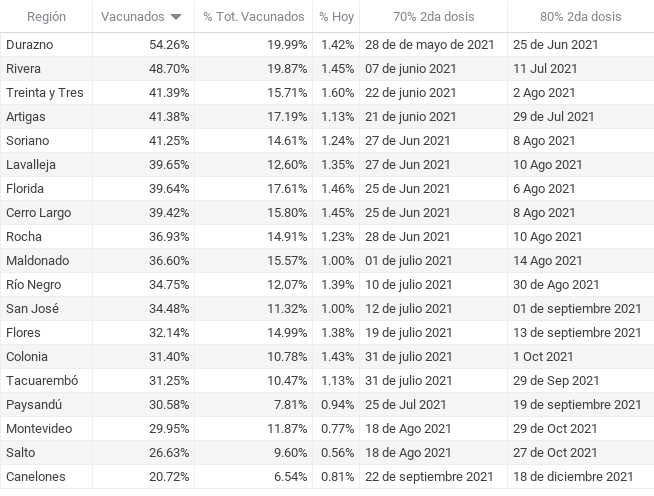 Región Vacunados % Tot. Vacunados % Hoy 70% 2da dosis 80% 2da dosis
Durazno 54.26% 19.99% 1.42% 28 de de mayo de 2021 25 de Jun 2021
Rivera 48.70% 19.87% 1.45% 07 de junio 2021 11 Jul 2021
Treinta y Tres 41.39% 15.71% 1.60% 22 de junio 2021 2 Ago 2021
Artigas 41.38% 17.19% 1.13% 21 de junio 2021 29 de Jul 2021
Soriano 41.25% 14.61% 1.24% 27 de Jun 2021 8 Ago 2021
Lavalleja 39.65% 12.60% 1.35% 27 de Jun 2021 10 Ago 2021
Florida 39.64% 17.61% 1.46% 25 de Jun 2021 6 Ago 2021
Cerro Largo 39.42% 15.80% 1.45% 25 de Jun 2021 8 Ago 2021
Rocha 36.93% 14.91% 1.23% 28 de Jun 2021 10 Ago 2021
Maldonado 36.60% 15.57% 1.00% 01 de julio 2021 14 Ago 2021
Río Negro 34.75% 12.07% 1.39% 10 de julio 2021 30 de Ago 2021
San José 34.48% 11.32% 1.00% 12 de julio 2021 01 de septiembre 2021
Flores 32.14% 14.99% 1.38% 19 de julio 2021 13 de septiembre 2021
Colonia 31.40% 10.78% 1.43% 31 de julio 2021 1 Oct 2021
Tacuarembó 31.25% 10.47% 1.13% 31 de julio 2021 29 de Sep 2021
Paysandú 30.58% 7.81% 0.94% 25 de Jul 2021 19 de septiembre 2021
Montevideo 29.95% 11.87% 0.77% 18 de Ago 2021 29 de Oct 2021
Salto 26.63% 9.60% 0.56% 18 de Ago 2021 27 de Oct 2021
Canelones 20.72% 6.54% 0.81% 22 de septiembre 2021 18 de diciembre 2021